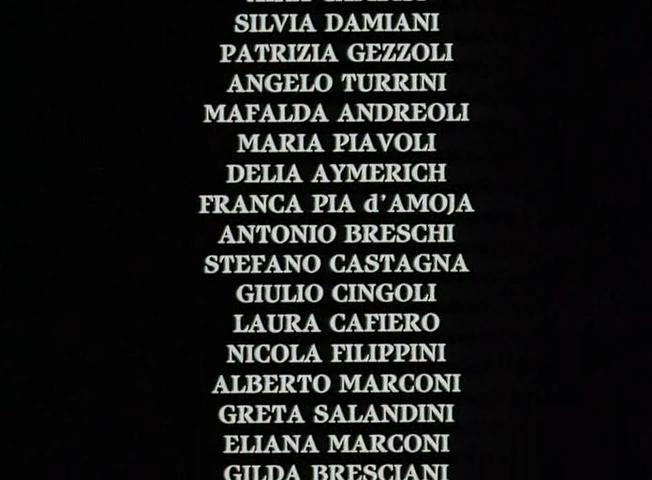 SILVIA DAMIANI
PATRIZIA GEZZOLI
ANGELO TURRINI
MAFALDA ANDREOLI
MARIA PIAVOLI
DELIA AYMERICH
FRANCA PIA d'AMOJA
ANTONIO BRESCHI
STEFANO CASTAGNA
GIULIO CINGOLI
LAURA CAFIERO
NICOLA FILIPPINI
ALBERTO MARCONI
GRETA SALANDINI
ELIANA MARCONI
GILDA BRESCIANI